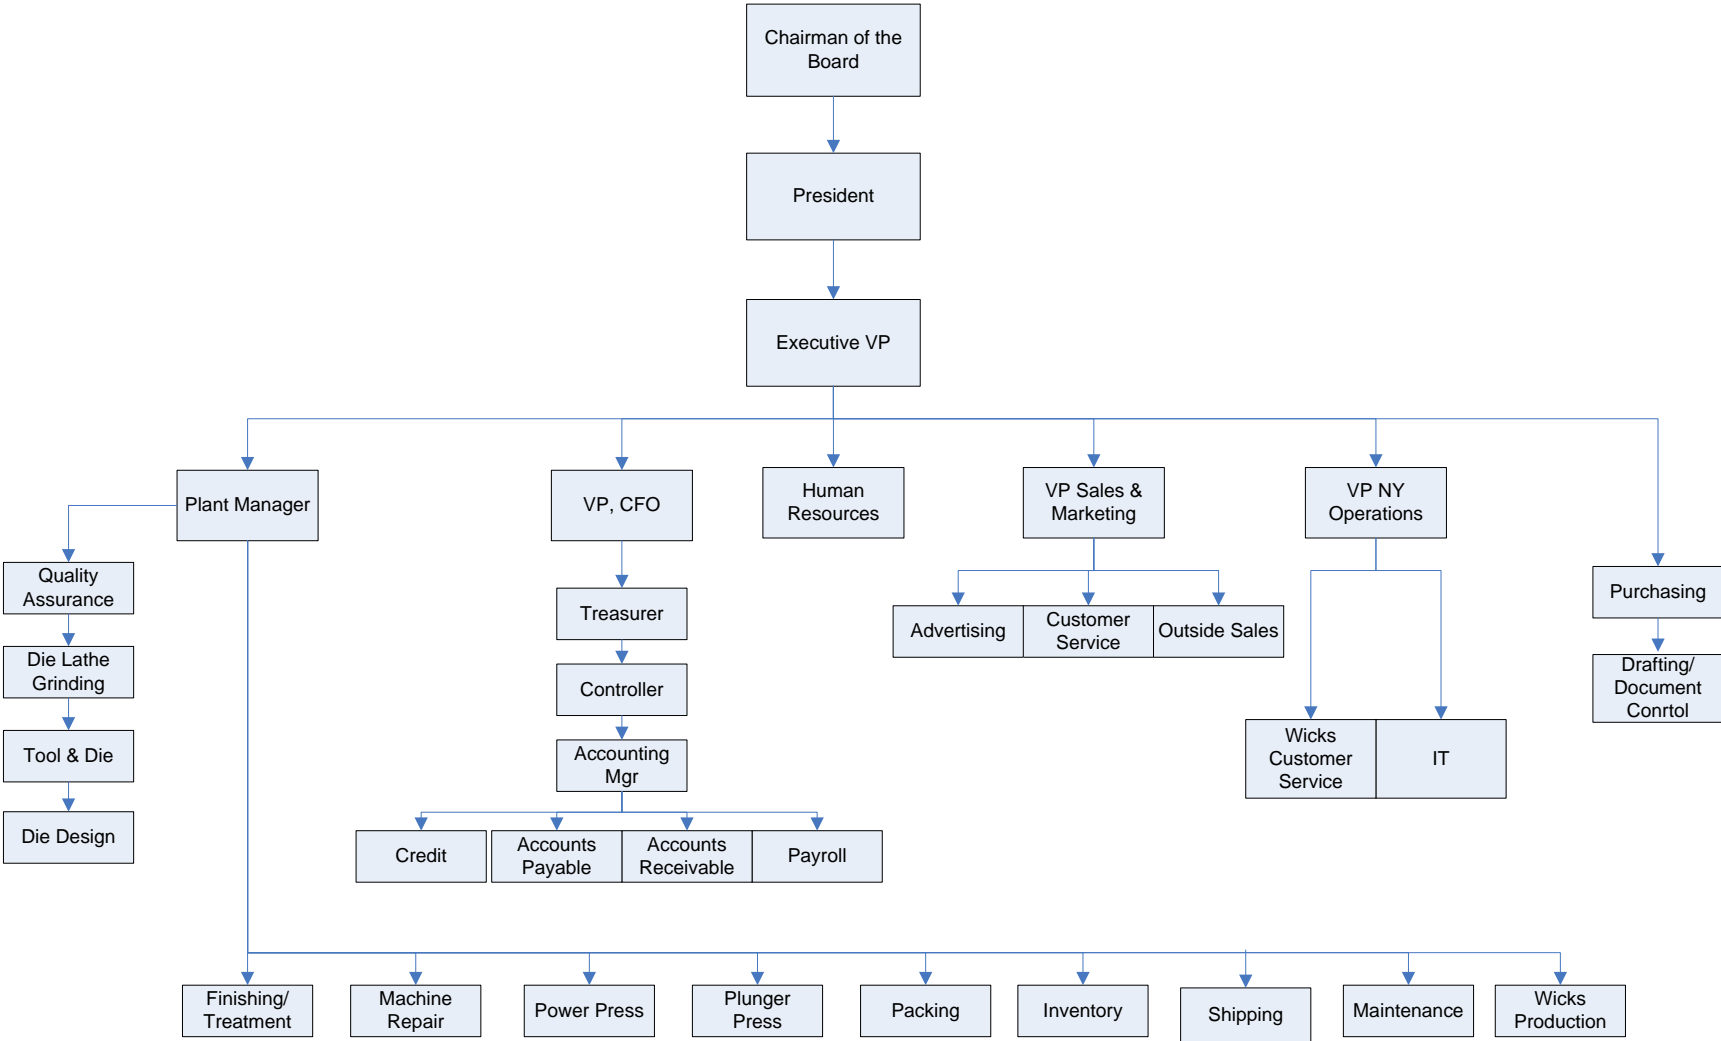 Chairman of the
Board
President
Executive VP
Plant Manager
VP, CFO
Human
Resources
VP Sales &
Marketing
VP NY
Operations
Quality
Assurance
Purchasing
Treasurer
Advertising
Customer
Service
Outside Sales
Die Lathe
Grinding
Controller
Drafting/
Document
Conrtol
Tool & Die
Accounting
Mgr
Wicks
Customer
Service
IT
Die Design
Credit
Accounts
Payable
Accounts
Receivable
Payroll
Finishing/
Treatment
Machine
Repair
Power Press
Plunger
Press
Packing
Inventory
Shipping
Maintenance
Wicks
Production